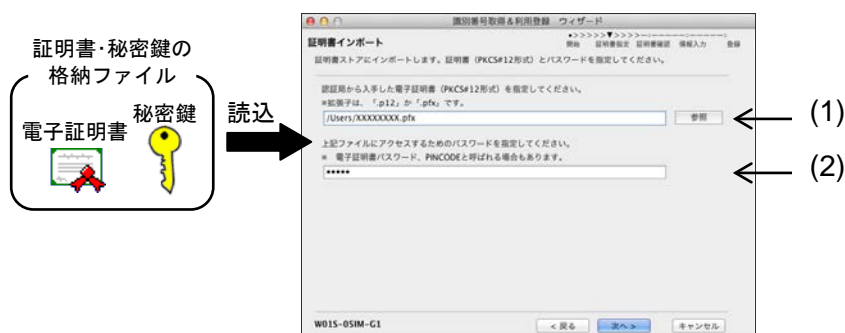 証明書･秘密鍵の
格納ファイル
電子証明書
秘密鍵
読込
識別番号取得&利用登録 ウィザード
証明書インポート
◆>>>>>▼>>>>-:------:------:
開始 証明書指定 証明書確認 情報入力 登録
証明書ストアにインポートします。証明書（PKCS#12形式）とパスワードを指定してください。
認証局から入手した電子証明書（PKCS#12形式）を指定してください。
※拡張子は、「.p12」か「.pfx」です。
/Users/XXXXXXXX.pfx
参照
(1)
上記ファイルにアクセスするためのパスワードを指定してください。
※ 電子証明書パスワード、PINCODEと呼ばれる場合もあります。
•••••
(2)
W01S-05IM-G1
< 戻る
次へ >
キャンセル